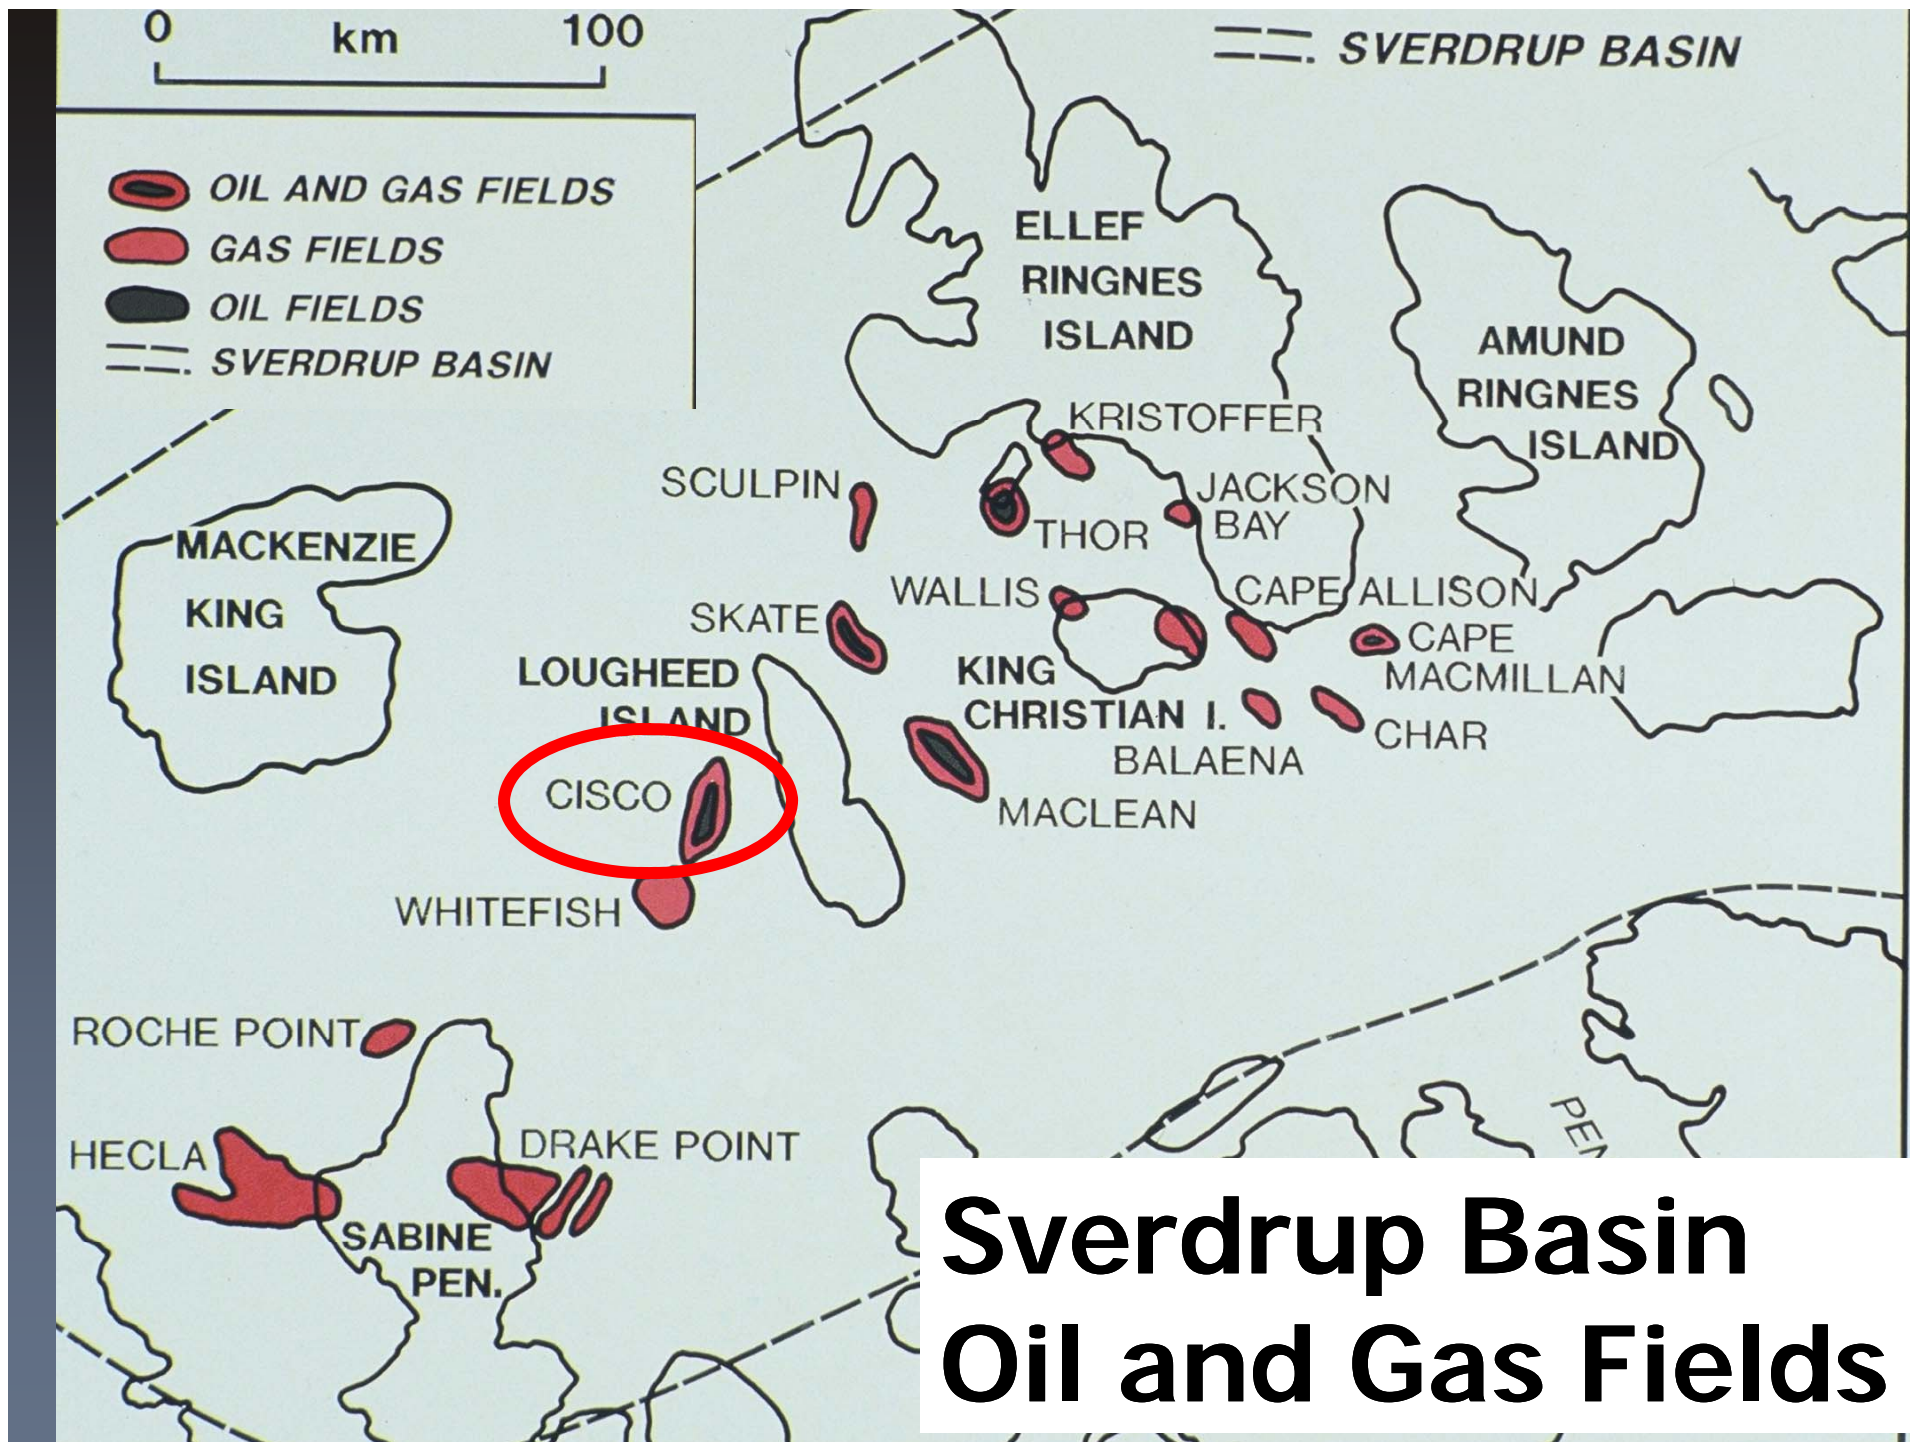 0 km 100
SVERDRUP BASIN
OIL AND GAS FIELDS
GAS FIELDS
OIL FIELDS
SVERDRUP BASIN
ELLEF
RINGNES
ISLAND
AMUND
RINGNES
ISLAND
KRISTOFFER
SCULPIN
JACKSON
BAY
THOR
MACKENZIE
KING
ISLAND
WALLIS
CAPE ALLISON
SKATE
CAPE
MACMILLAN
LOUGHEED
ISLAND
KING
CHRISTIAN I.
CHAR
BALAENA
CISCO
MACLEAN
WHITEFISH
ROCHE POINT
HECLA
DRAKE POINT
PEN
SABINE
PEN.
Sverdrup Basin
Oil and Gas Fields